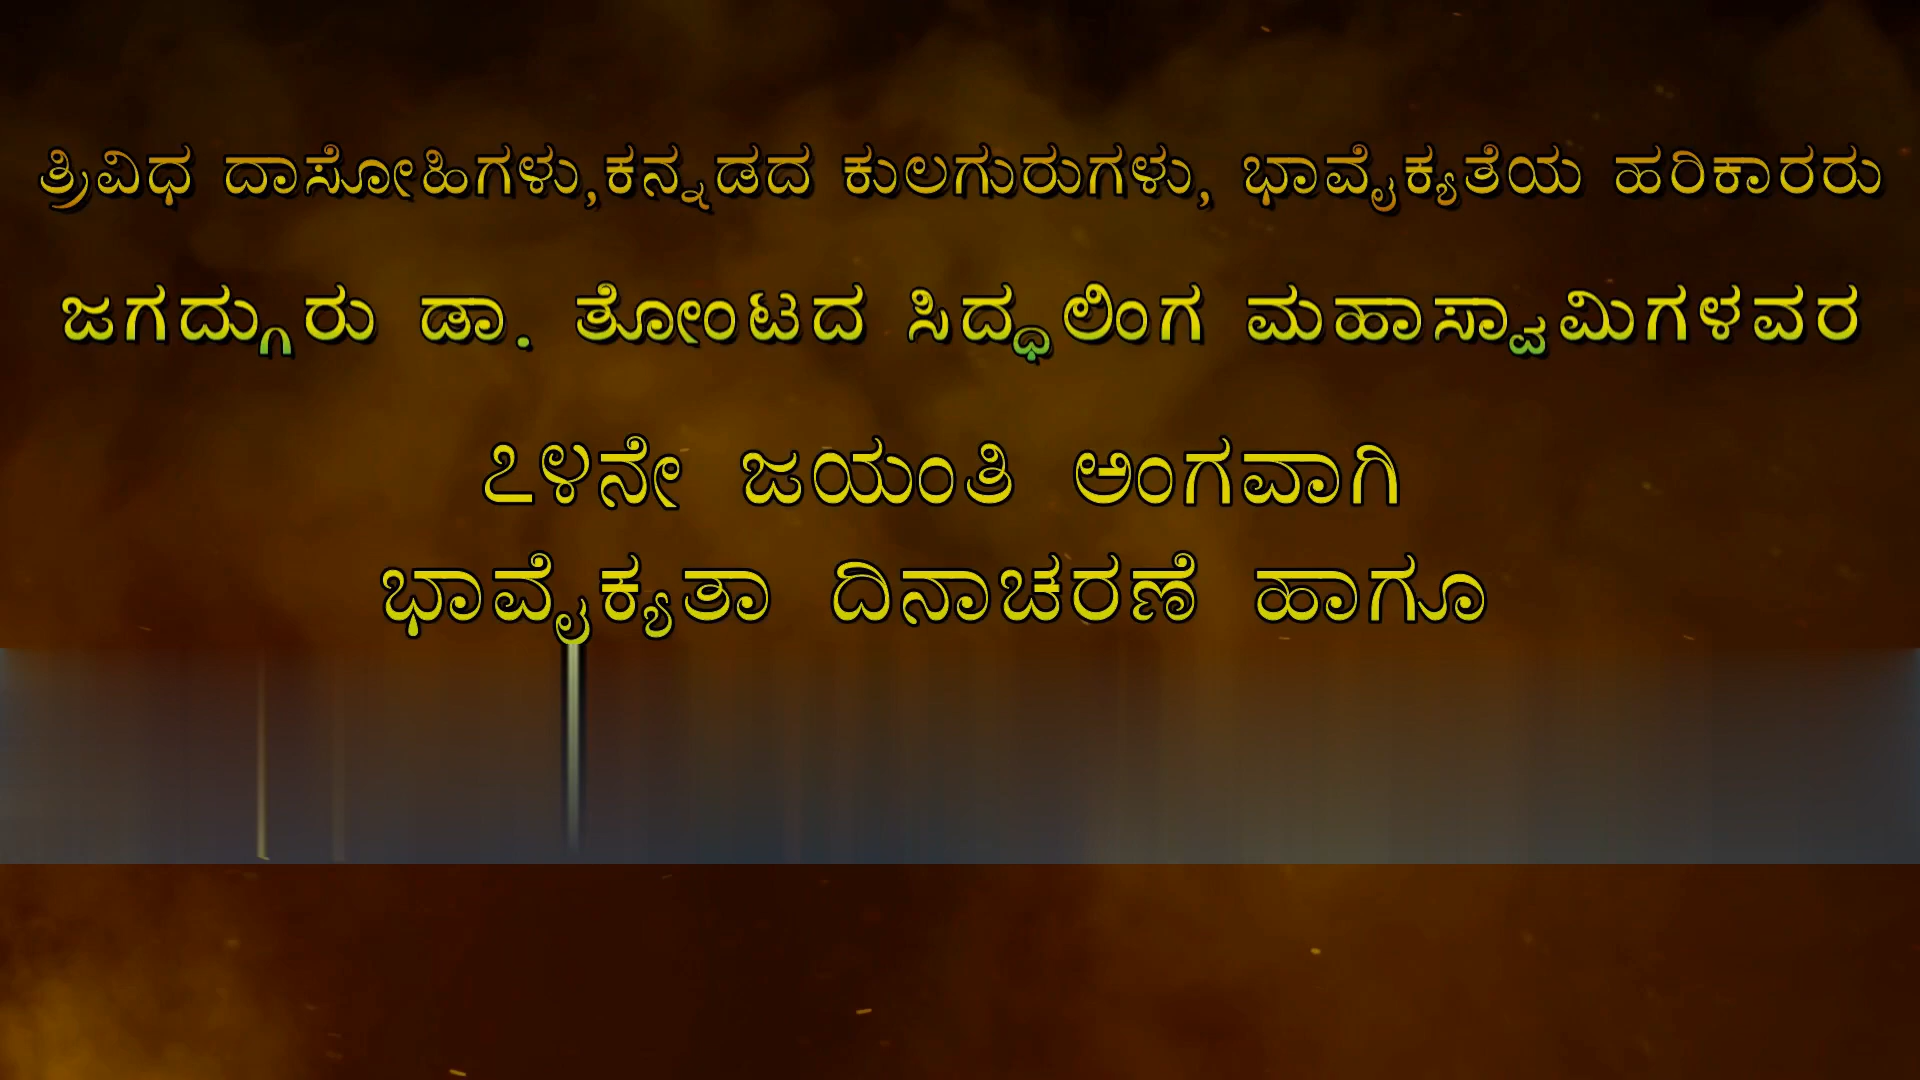 ತ್ರಿವಿಧ ದಾಸೋಹಿಗಳು,ಕನ್ನಡದ ಕುಲಗುರುಗಳು, ಭಾವೈಕ್ಯತೆಯ ಹರಿಕಾರರು
ಜಗದ್ಗುರು ಡಾ. ತೋಂಟದ ಸಿದ್ಧಲಿಂಗ ಮಹಾಸ್ವಾಮಿಗಳವರ
೭೪ನೇ ಜಯಂತಿ ಅಂಗವಾಗಿ
ಭಾವೈಕ್ಯತಾ ದಿನಾಚರಣೆ ಹಾಗೂ